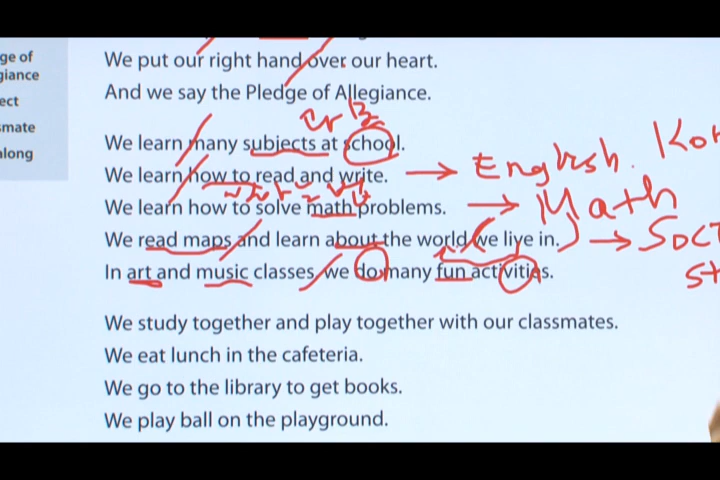 ge of
giance
ect
mate
along
We put our right hand over our heart.
And we say the Pledge of Allegiance.
We learn many subjects at school.
We learn how to read and write. → English. Kor
We learn how to solve math problems. → Math
We read maps and learn about the world we live in. → Soc
st
In art and music classes, we do many fun activities.
We study together and play together with our classmates.
We eat lunch in the cafeteria.
We go to the library to get books.
We play ball on the playground.